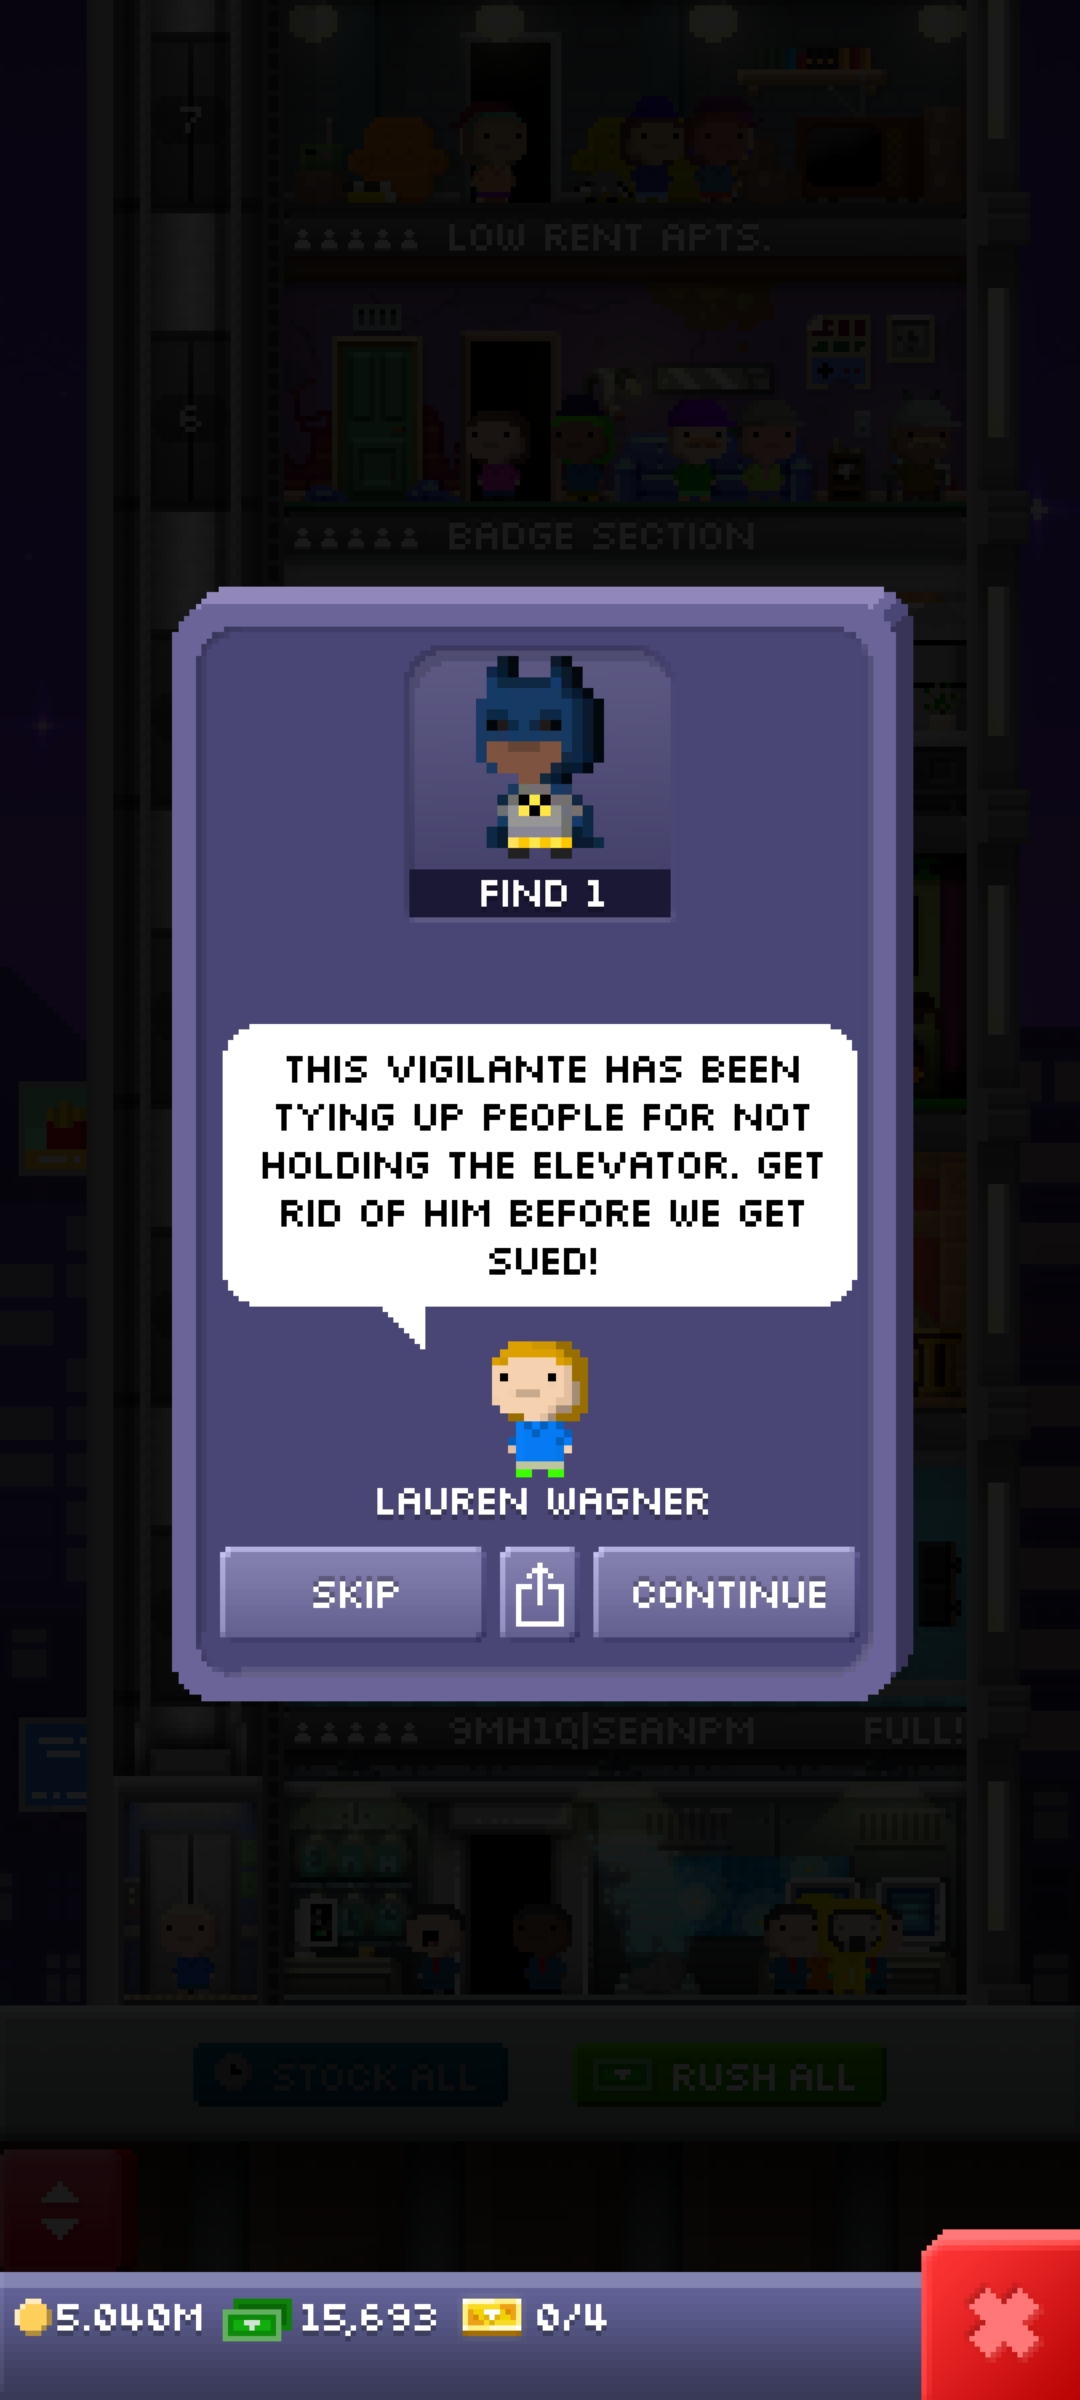 7
LOW RENT APTS.
6
BADGE SECTION
FIND 1
THIS VIGILANTE HAS BEEN
TYING UP PEOPLE FOR NOT
HOLDING THE ELEVATOR. GET
RID OF HIM BEFORE WE GET
SUED!
LAUREN WAGNER
SKIP
CONTINUE
9MH1Q|SEANPM FULL!
STOCK ALL
RUSH ALL
5.040M 15,693 0/4